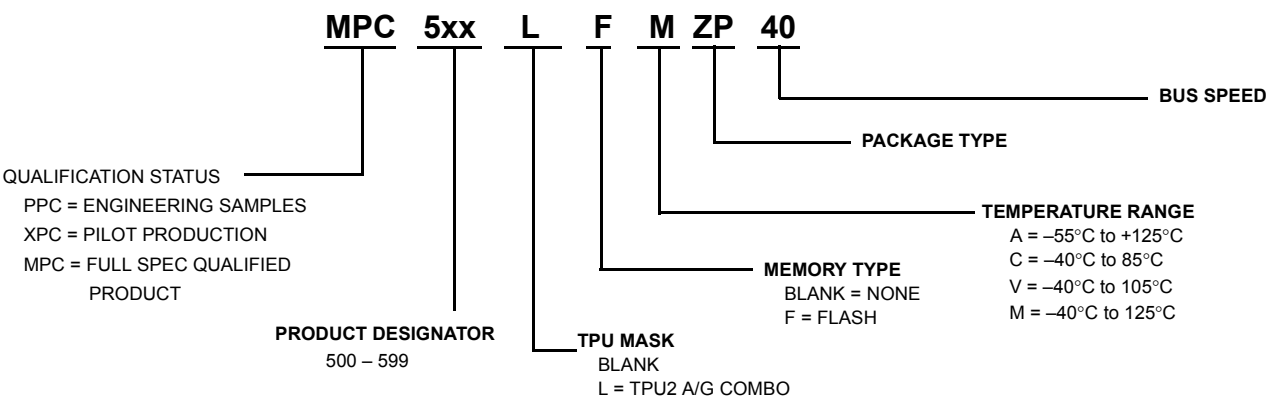 MPC 5xx L F M ZP 40
BUS SPEED
PACKAGE TYPE
QUALIFICATION STATUS
PPC = ENGINEERING SAMPLES
XPC = PILOT PRODUCTION
MPC = FULL SPEC QUALIFIED
PRODUCT
TEMPERATURE RANGE
A = –55°C to +125°C
C = –40°C to 85°C
V = –40°C to 105°C
M = –40°C to 125°C
MEMORY TYPE
BLANK = NONE
F = FLASH
PRODUCT DESIGNATOR
500 – 599
TPU MASK
BLANK
L = TPU2 A/G COMBO